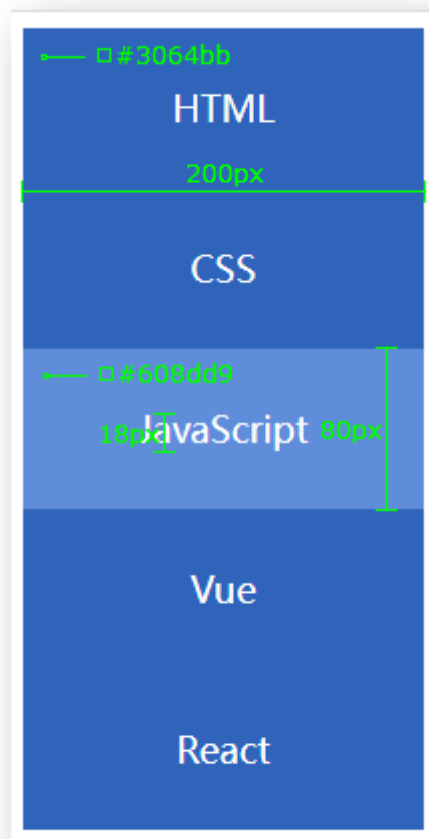 #3064bb
HTML
200px
CSS
#608dd9
18px
JavaScript
80px
Vue
React